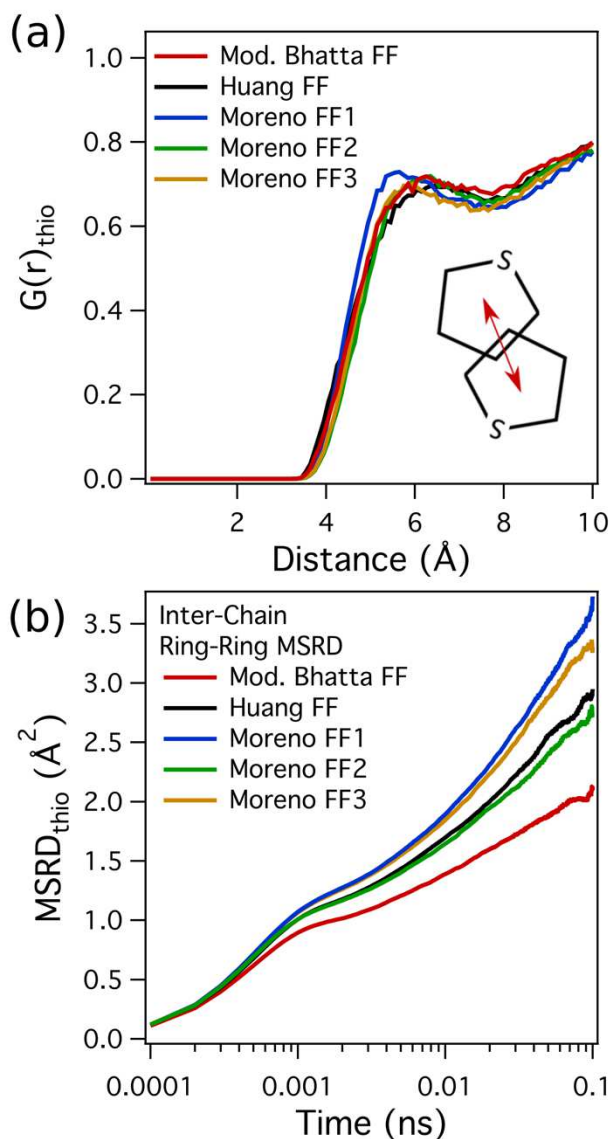 (a)
Mod. Bhatta FF
Huang FF
Moreno FF1
Moreno FF2
Moreno FF3
G(r)thio
1.0
0.8
0.6
0.4
0.2
0.0
S
S
2 4 6 8 10
Distance (Å)
(b)
Inter-Chain
Ring-Ring MSRD
Mod. Bhatta FF
Huang FF
Moreno FF1
Moreno FF2
Moreno FF3
MSRDthio (Å2)
3.5
3.0
2.5
2.0
1.5
1.0
0.5
0.0
0.0001 0.001 0.01 0.1
Time (ns)